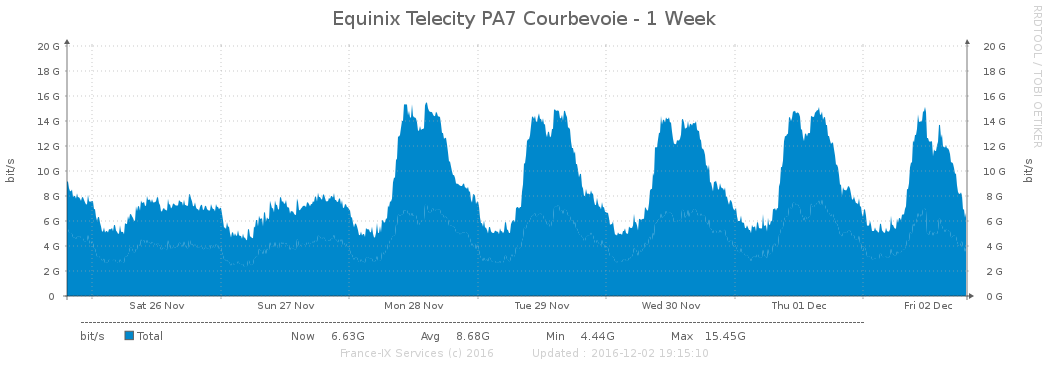 Equinix Telecity PA7 Courbevoie - 1 Week
RRDTOOL / TOBI OETIKER
bit/s
20 G
18 G
16 G
14 G
12 G
10 G
8 G
6 G
4 G
2 G
0
20 G
18 G
16 G
14 G
12 G
10 G
8 G
6 G
4 G
2 G
0 G
bit/s
Sat 26 Nov Sun 27 Nov Mon 28 Nov Tue 29 Nov Wed 30 Nov Thu 01 Dec Fri 02 Dec
bit/s Total Now 6.63G Avg 8.68G Min 4.44G Max 15.45G
France-IX Services (c) 2016 Updated : 2016-12-02 19:15:10